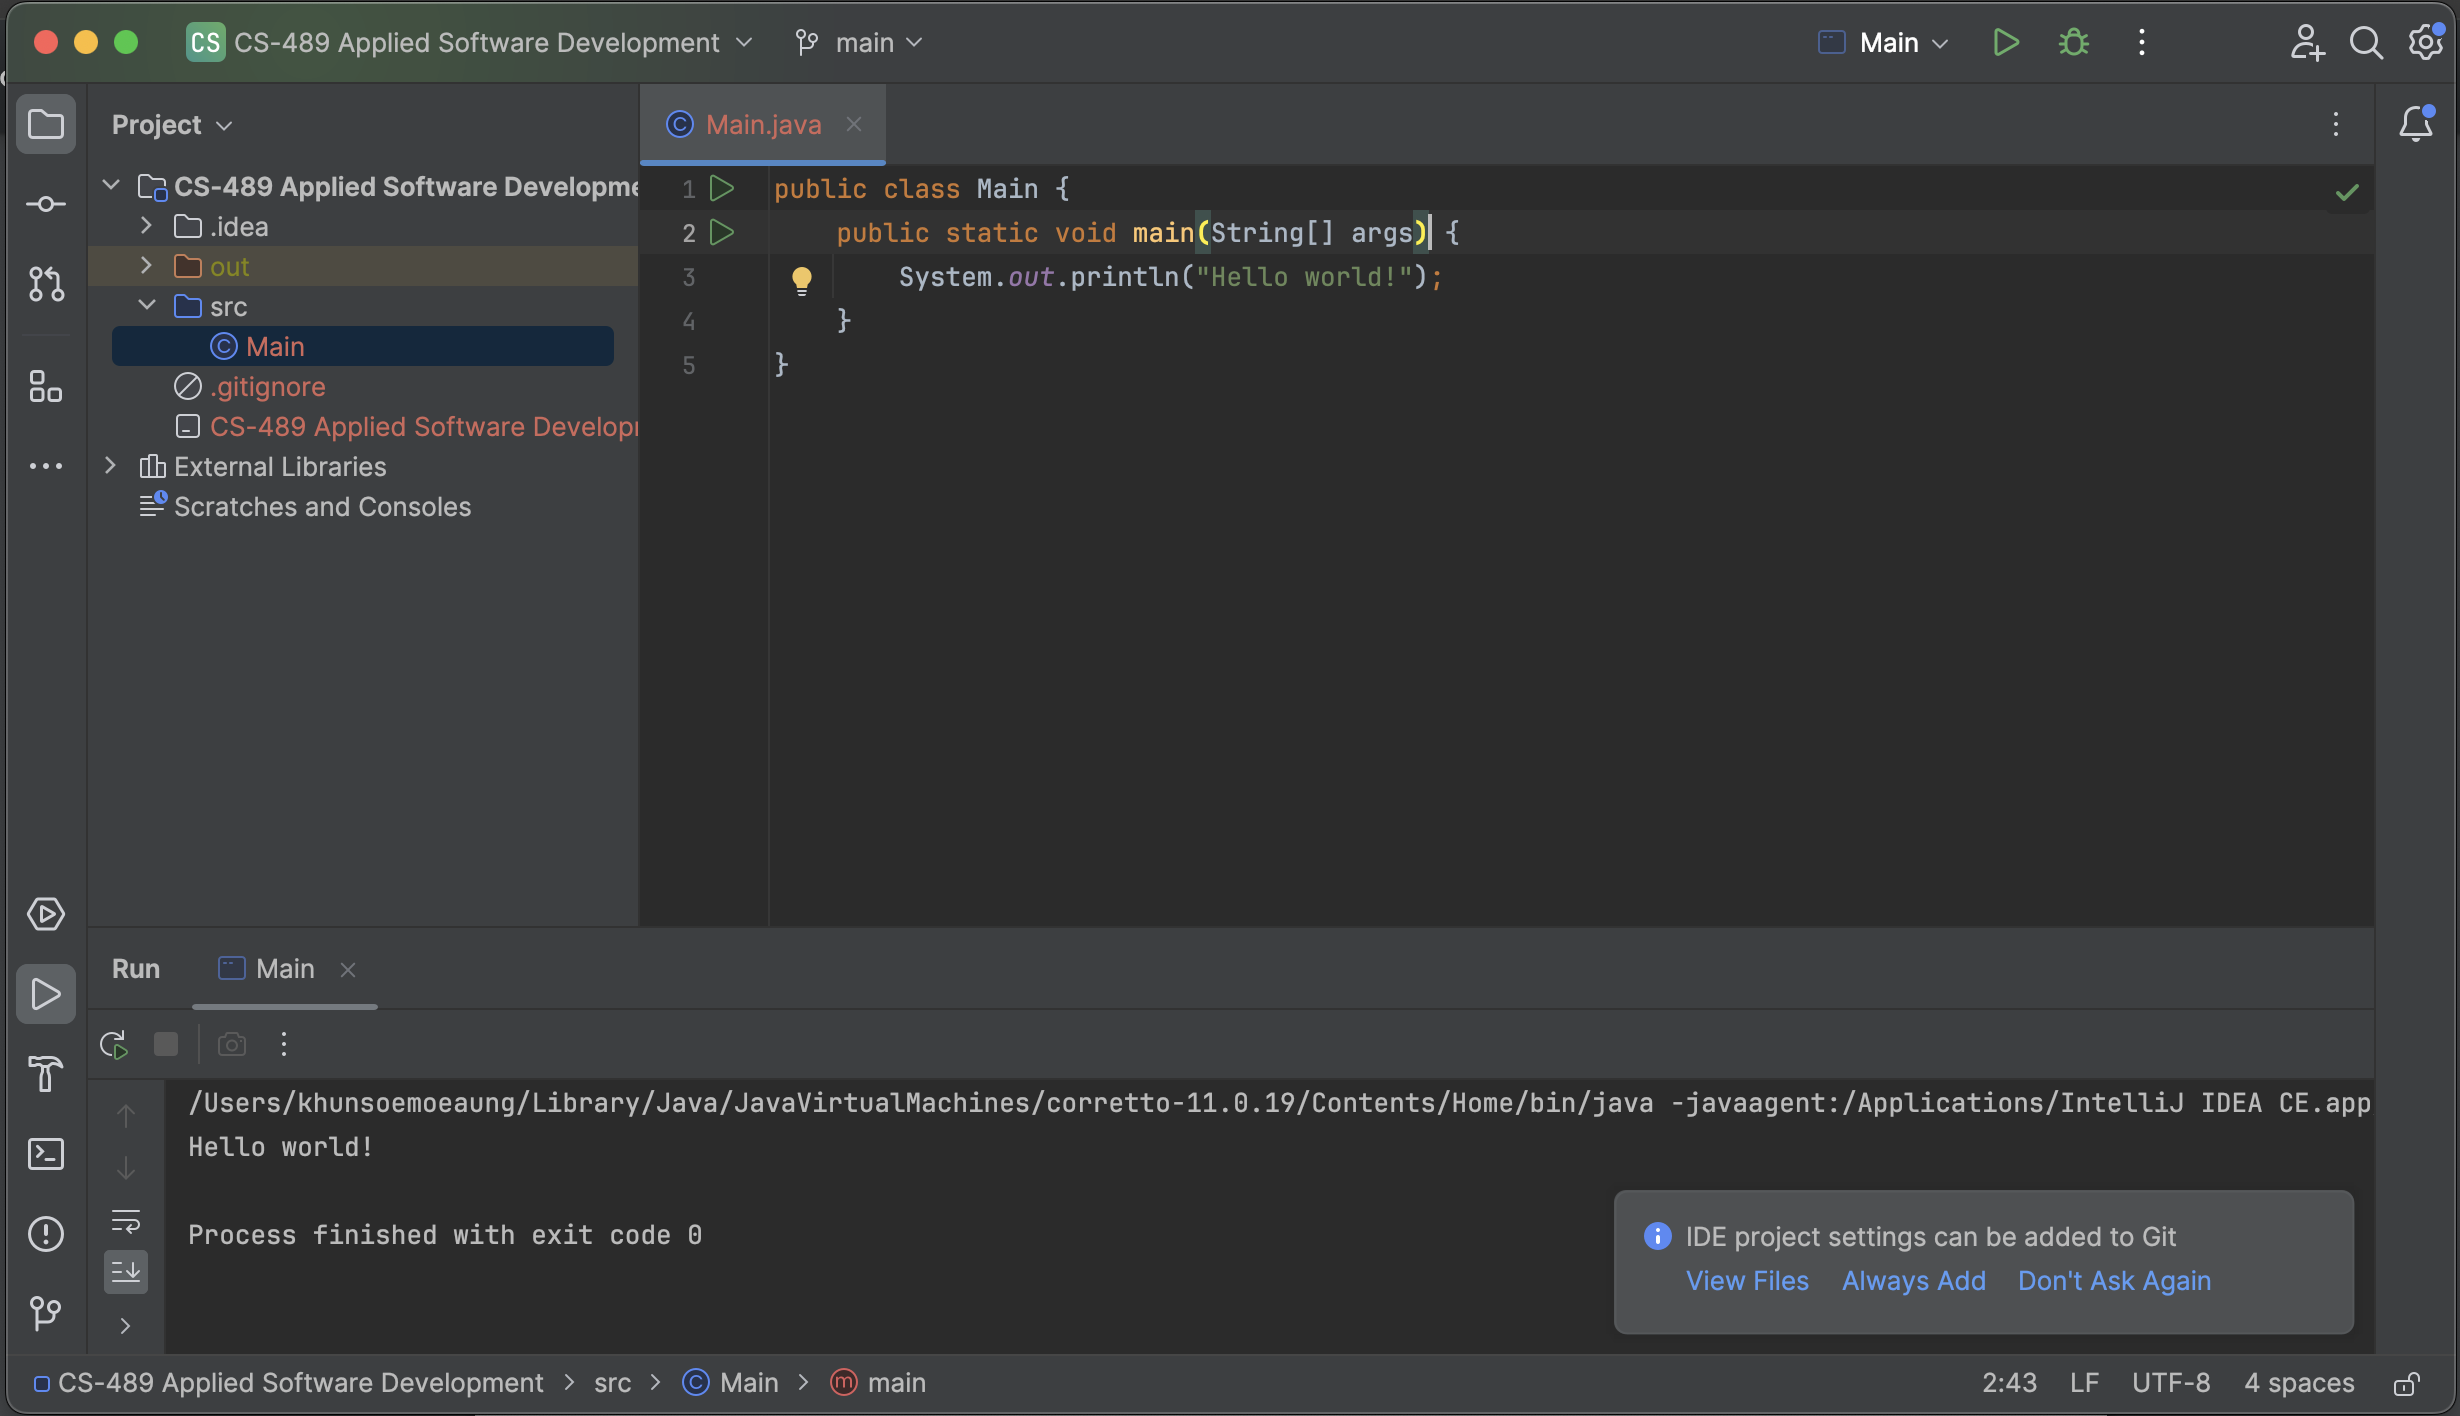 CS CS-489 Applied Software Development main Main
Project
Main.java
CS-489 Applied Software Developme
.idea
out
src
Main
.gitignore
CS-489 Applied Software Develop
External Libraries
Scratches and Consoles
1 public class Main {
2 public static void main(String[] args) {
3 System.out.println("Hello world!");
4 }
5 }
Run Main
/Users/khunsoemoeaung/Library/Java/JavaVirtualMachines/corretto-11.0.19/Contents/Home/bin/java -javaagent:/Applications/IntelliJ IDEA CE.app
Hello world!
Process finished with exit code 0
IDE project settings can be added to Git
View Files Always Add Don't Ask Again
CS-489 Applied Software Development > src > Main > main 2:43 LF UTF-8 4 spaces